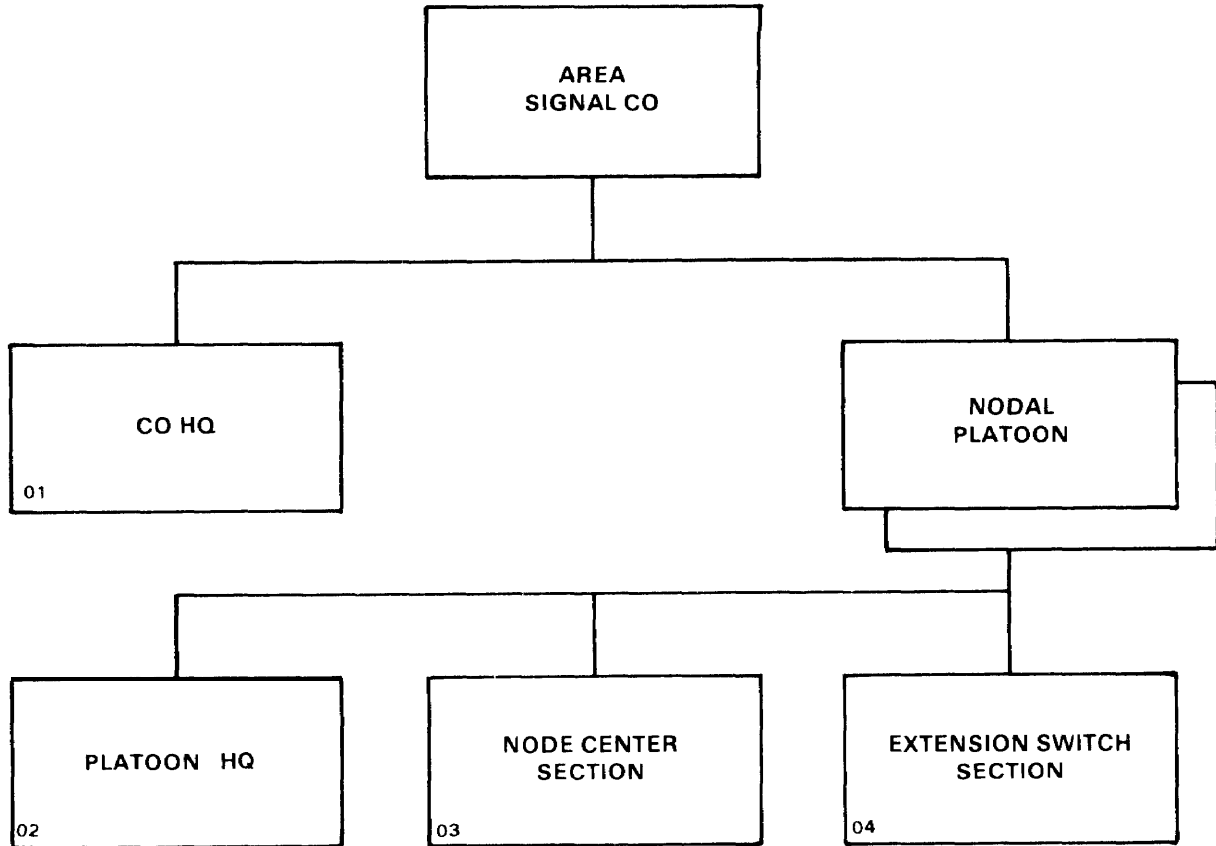 AREA
SIGNAL CO
CO HQ
01
NODAL
PLATOON
PLATOON HQ
02
NODE CENTER
SECTION
03
EXTENSION SWITCH
SECTION
04